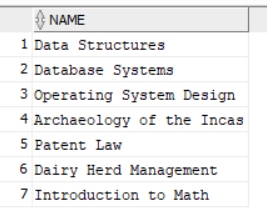 NAME
1 Data Structures
2 Database Systems
3 Operating System Design
4 Archaeology of the Incas
5 Patent Law
6 Dairy Herd Management
7 Introduction to Math